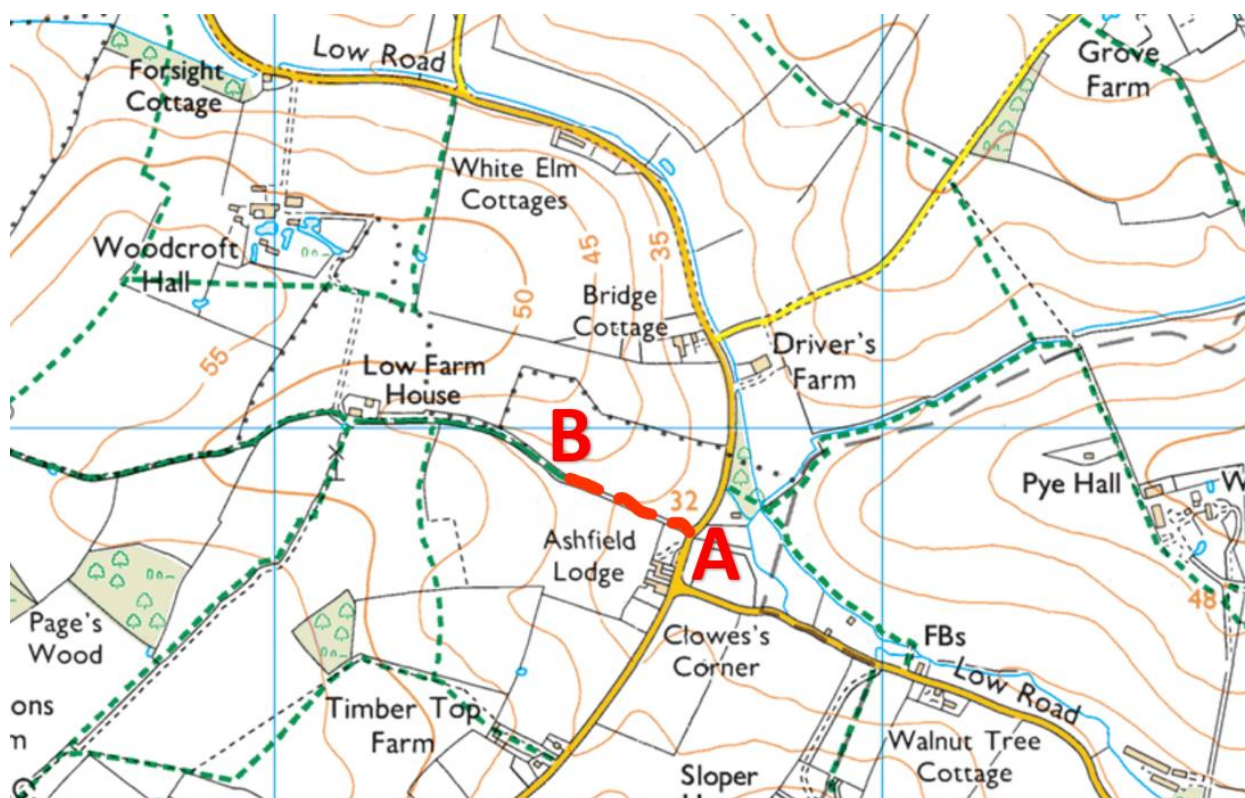 Low Road
Grove
Farm
Forsight
Cottage
White Elm
Cottages
Woodcroft
Hall
45
35
50
Bridge
Cottage
55
Low Farm
House
Driver's
Farm
B
32
Pye Hall
W
A
Ashfield
Lodge
48
Page's
Wood
Clowes's
Corner
FBs
Low Road
ons
m
Timber Top
Farm
Walnut Tree
Cottage
Sloper